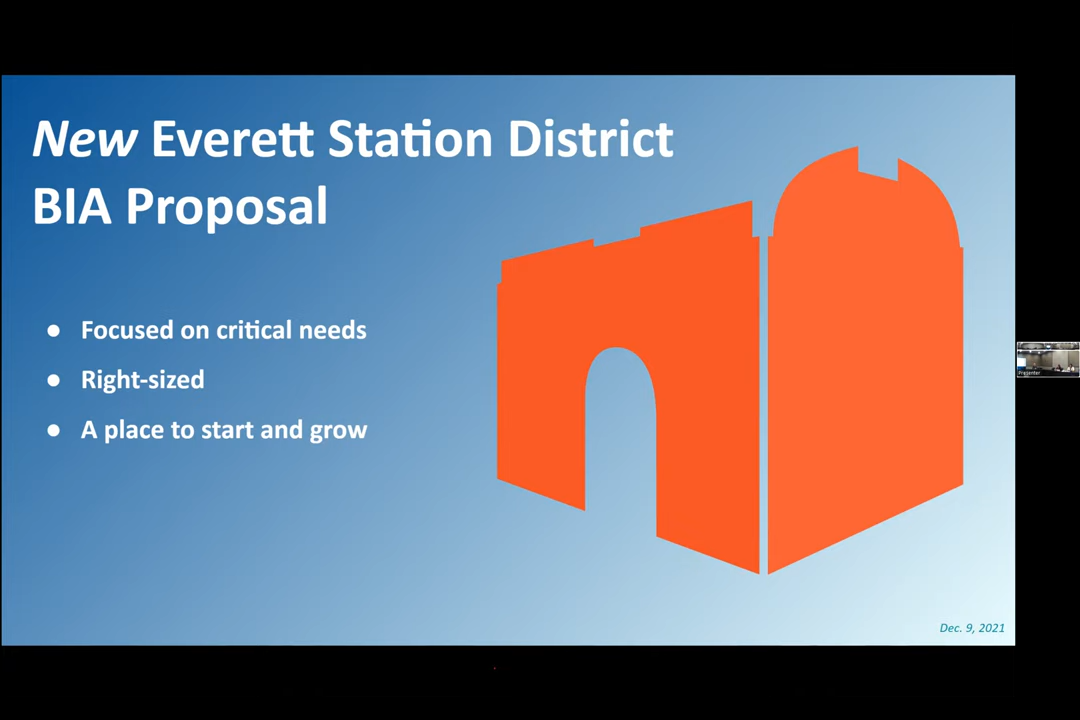 New Everett Station District
BIA Proposal
● Focused on critical needs
● Right-sized
● A place to start and grow
Presenter
Dec. 9, 2021